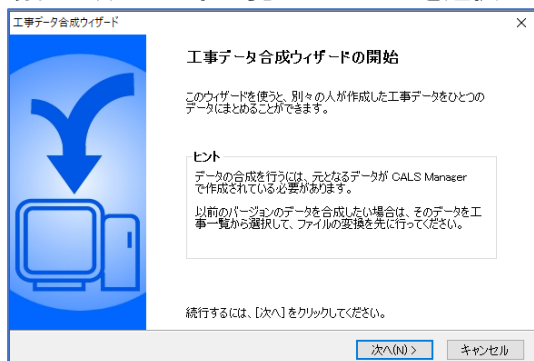 工事データ合成ウィザード
工事データ合成ウィザードの開始
このウィザードを使うと、別々の人が作成した工事データをひとつの
データにまとめることができます。
ヒント
データの合成を行うには、元となるデータが CALS Manager
で作成されている必要があります。
以前のバージョンのデータを合成したい場合は、そのデータを工
事一覧から選択して、ファイルの変換を先に行ってください。
続行するには、[次へ] をクリックしてください。
次へ(N) >
キャンセル